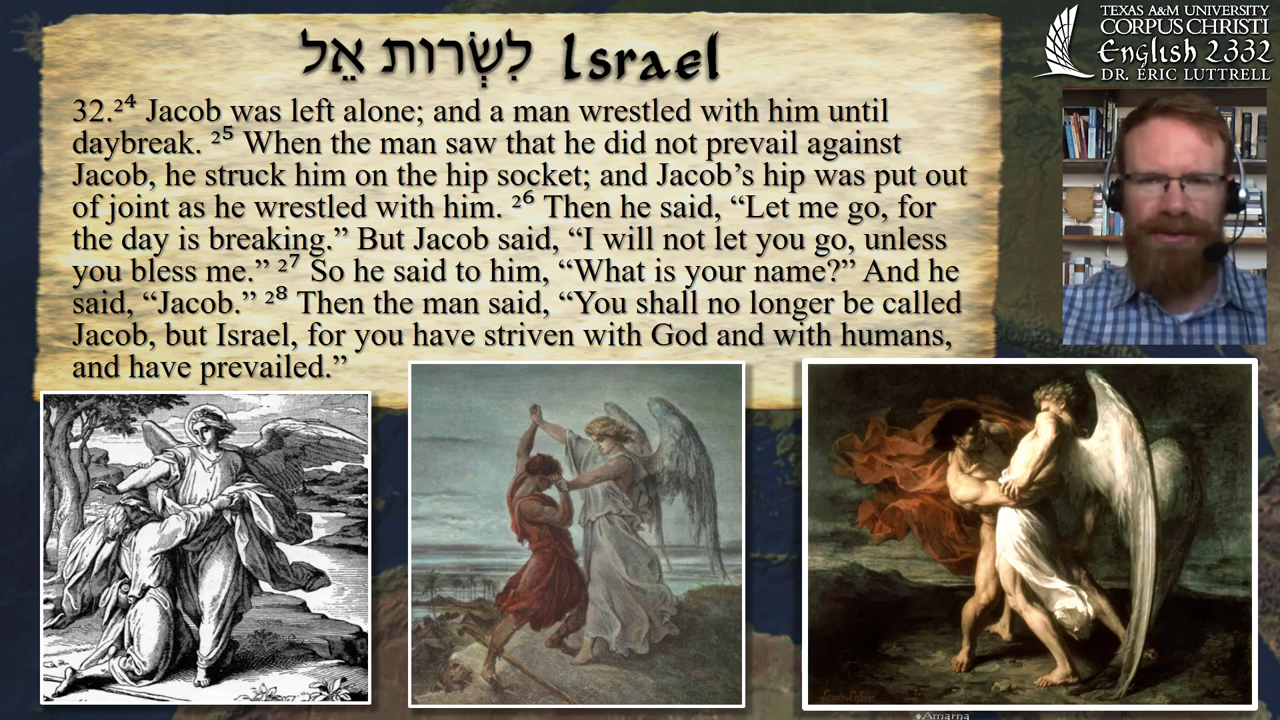 לִשְׂרות אֵל Israel
32.²⁴ Jacob was left alone; and a man wrestled with him until
daybreak. ²⁵ When the man saw that he did not prevail against
Jacob, he struck him on the hip socket; and Jacob’s hip was put out
of joint as he wrestled with him. ²⁶ Then he said, “Let me go, for
the day is breaking.” But Jacob said, “I will not let you go, unless
you bless me.” ²⁷ So he said to him, “What is your name?” And he
said, “Jacob.” ²⁸ Then the man said, “You shall no longer be called
Jacob, but Israel, for you have striven with God and with humans,
and have prevailed.”
TEXAS A&M UNIVERSITY
CORPUS CHRISTI
English 2332
DR. ERIC LUTTRELL
Amarna